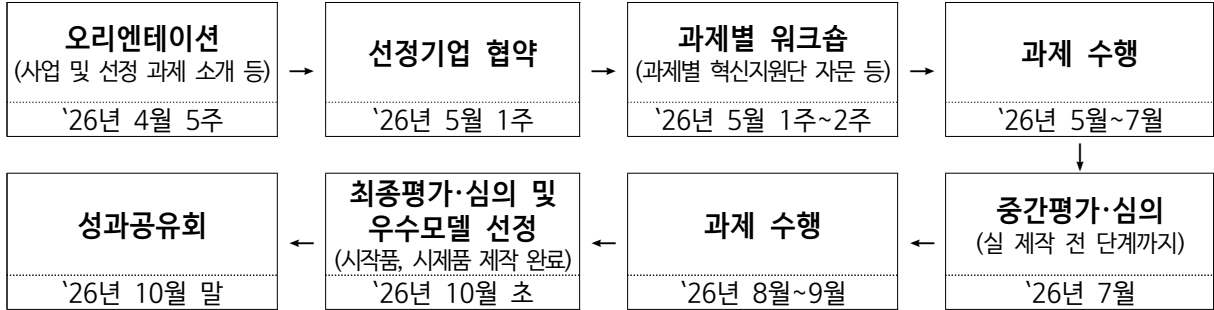 오리엔테이션
(사업 및 선정 과제 소개 등)
`26년 4월 5주
→
선정기업 협약
`26년 5월 1주
→
과제별 워크숍
(과제별 혁신지원단 자문 등)
`26년 5월 1주~2주
→
과제 수행
`26년 5월~7월
↓
중간평가·심의
(실 제작 전 단계까지)
`26년 7월
←
과제 수행
`26년 8월~9월
←
최종평가·심의 및
우수모델 선정
(시작품, 시제품 제작 완료)
`26년 10월 초
←
성과공유회
`26년 10월 말